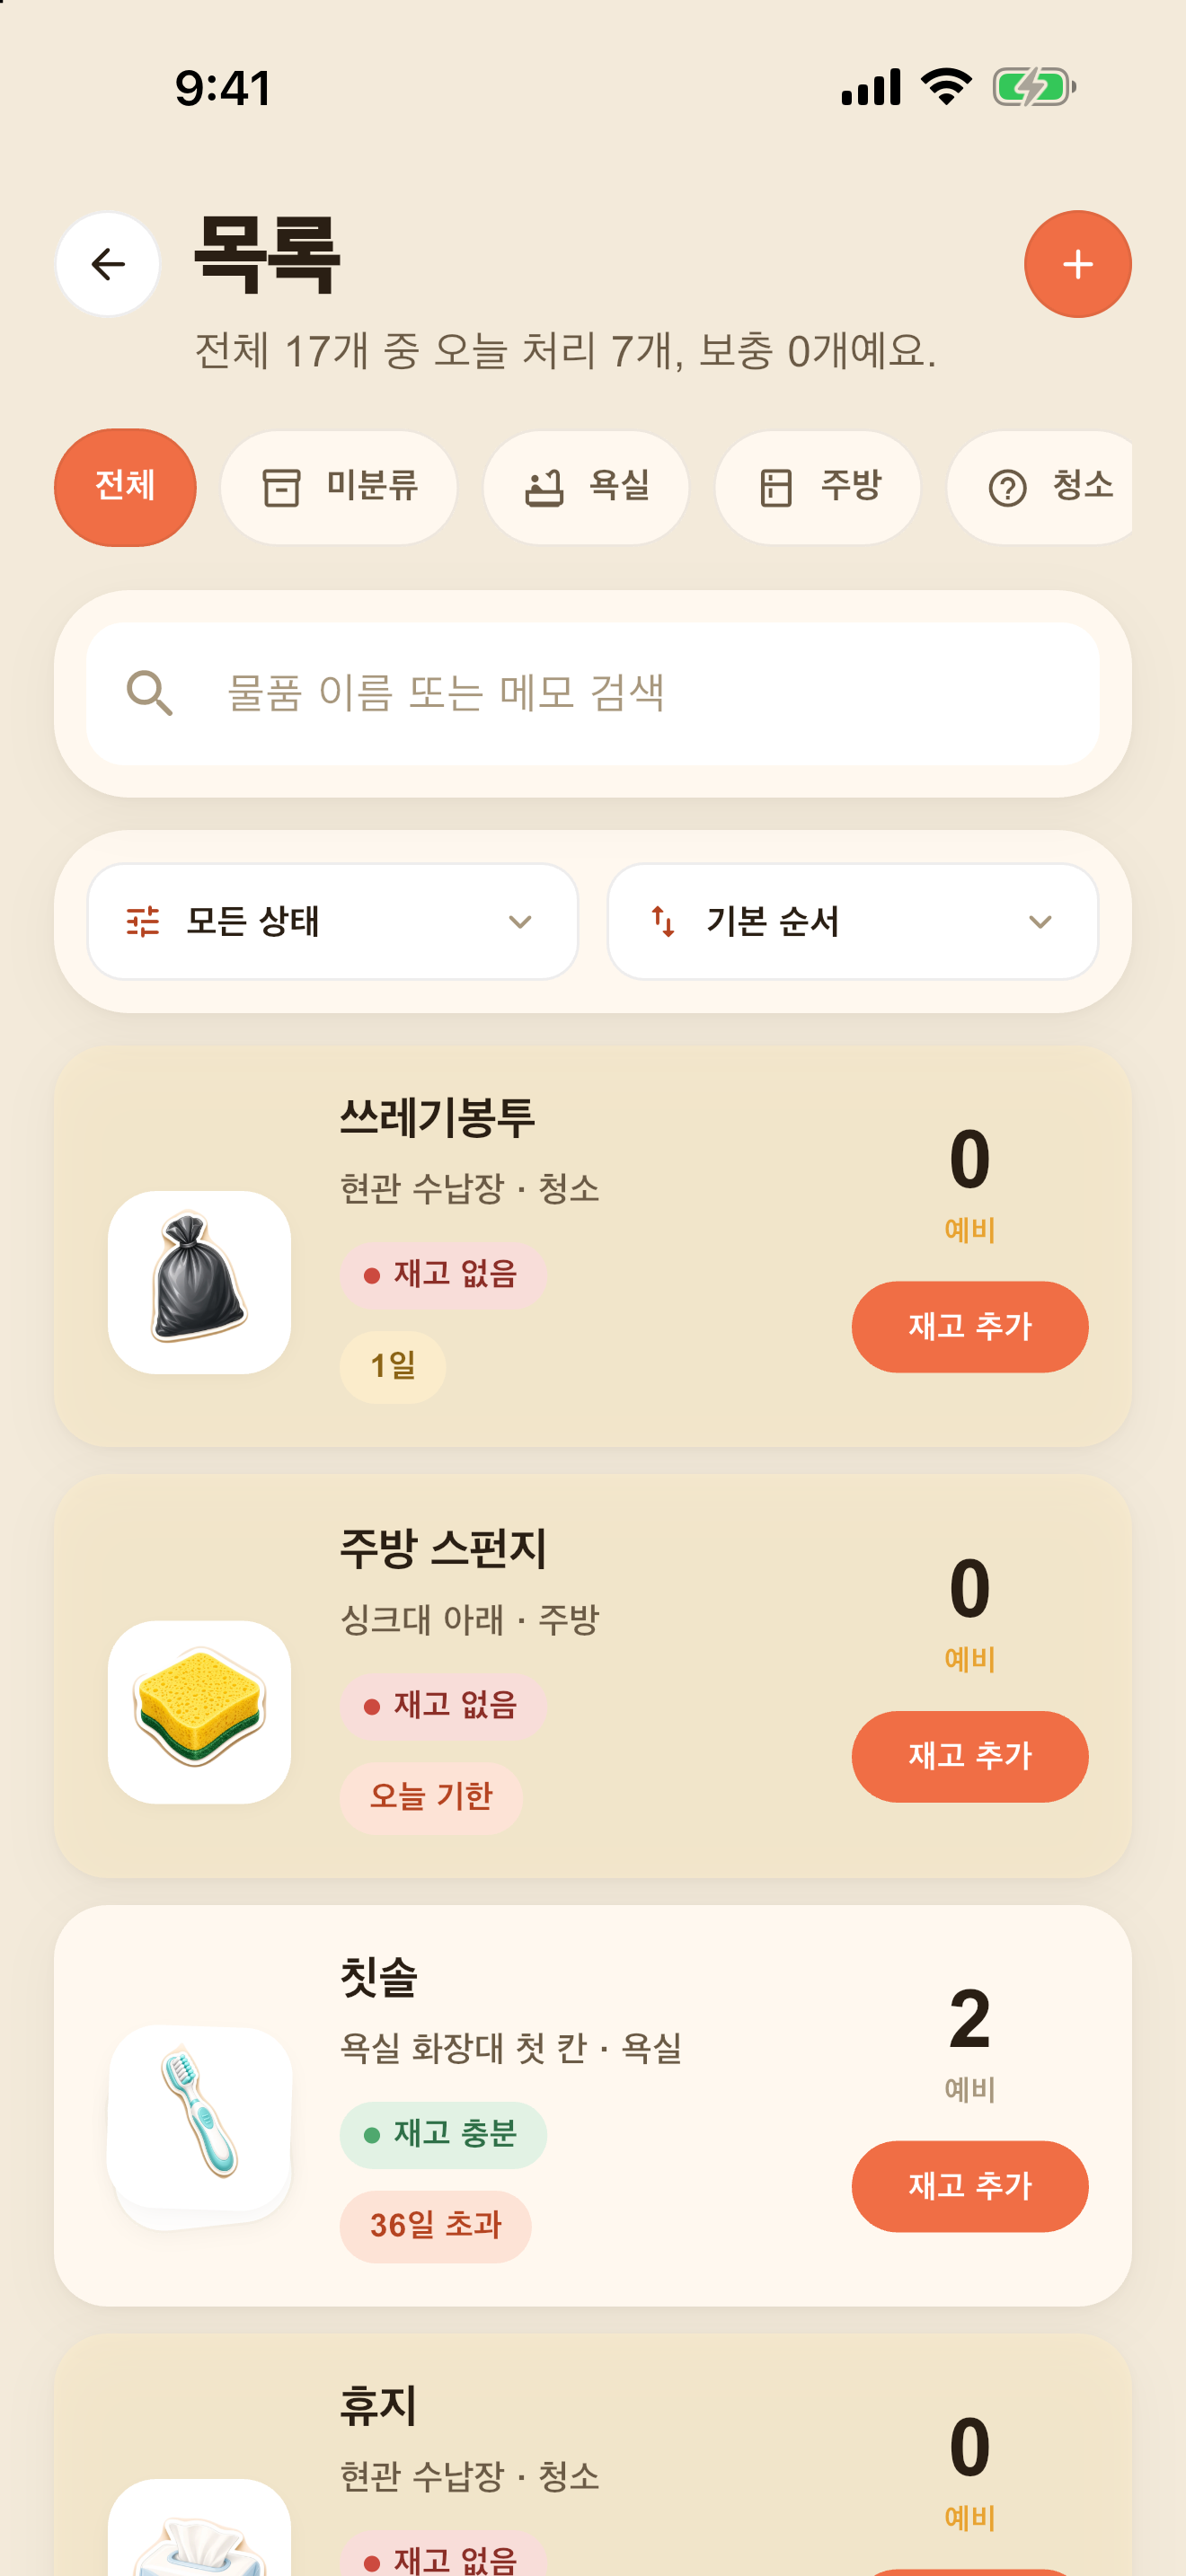 9:41
목록
전체 17개 중 오늘 처리 7개, 보충 0개예요.
전체 미분류 욕실 주방 청소
물품 이름 또는 메모 검색
모든 상태 기본 순서
쓰레기봉투
현관 수납장 · 청소
재고 없음
1일
0
예비
재고 추가
주방 스펀지
싱크대 아래 · 주방
재고 없음
오늘 기한
0
예비
재고 추가
칫솔
욕실 화장대 첫 칸 · 욕실
재고 충분
36일 초과
2
예비
재고 추가
휴지
현관 수납장 · 청소
재고 없음
0
예비